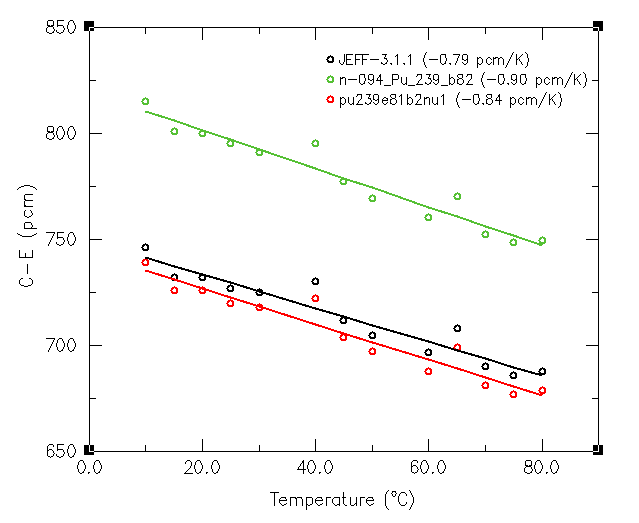 850
JEFF-3.1.1 (-0.79 pcm/K)
n-094_Pu_239_b82 (-0.90 pcm/K)
pu239e81b2nu1 (-0.84 pcm/K)
800
750
C-E (pcm)
700
650
0.0 20.0 40.0 60.0 80.0
Temperature (°C)